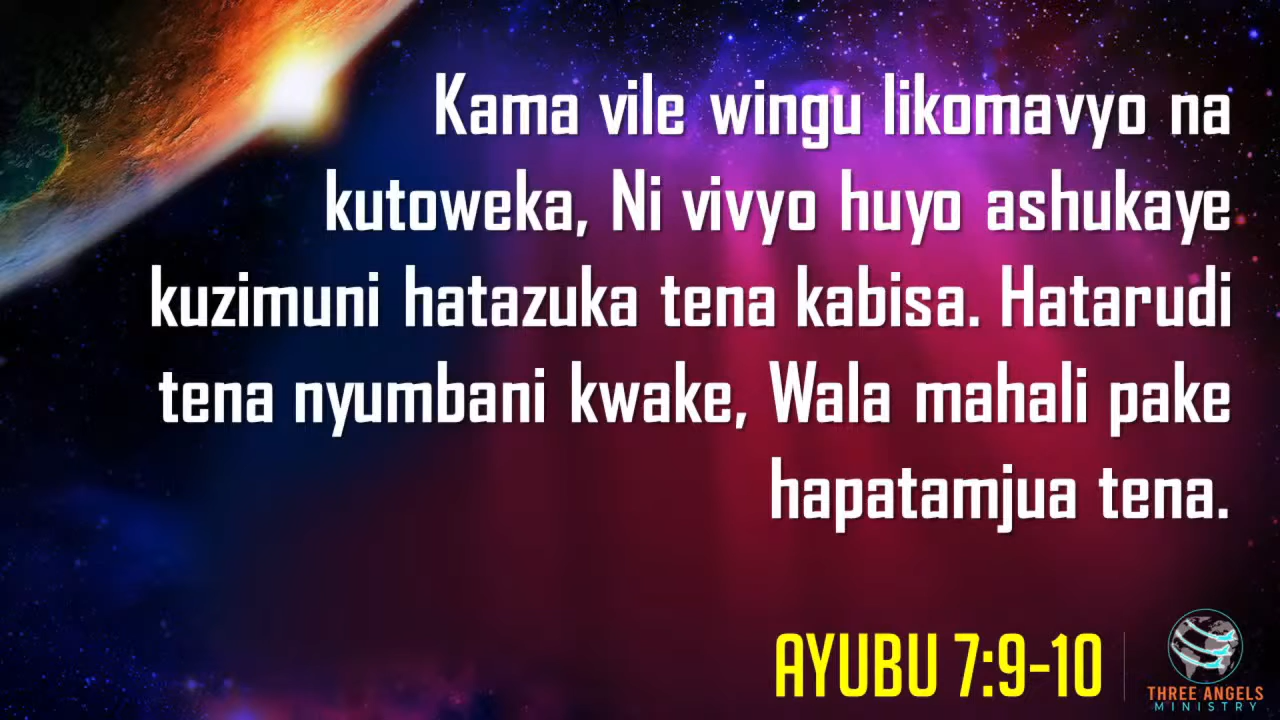 Kama vile wingu likomavyo na
kutoweka, Ni vivyo huyo ashukaye
kuzimuni hatazuka tena kabisa. Hatarudi
tena nyumbani kwake, Wala mahali pake
hapatamjua tena.
AYUBU 7:9-10
THREE ANGELS
MINISTRY